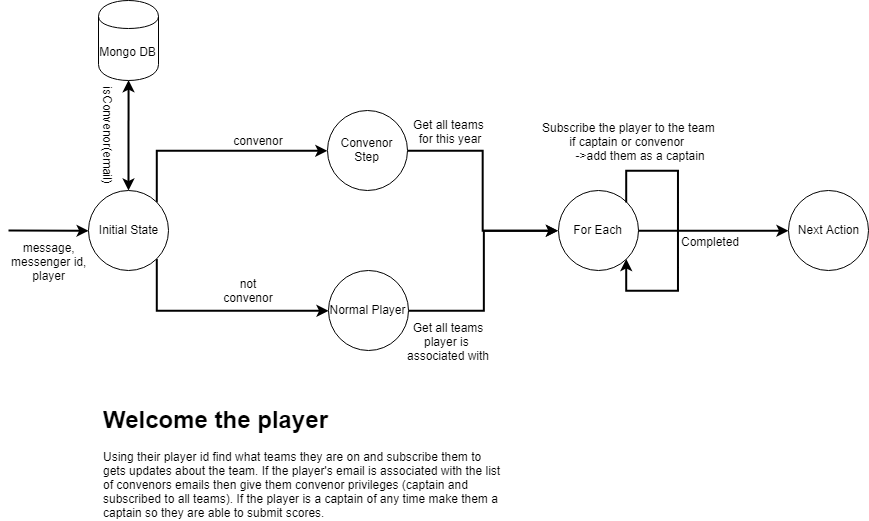 Mongo DB
isConvenor(email)
convenor
Convenor
Step
Get all teams
for this year
Subscribe the player to the team
if captain or convenor
->add them as a captain
Initial State
message,
messenger id,
player
For Each
Completed
Next Action
not
convenor
Normal Player
Get all teams
player is
associated with
Welcome the player
Using their player id find what teams they are on and subscribe them to
gets updates about the team. If the player's email is associated with the list
of convenors emails then give them convenor privileges (captain and
subscribed to all teams). If the player is a captain of any time make them a
captain so they are able to submit scores.